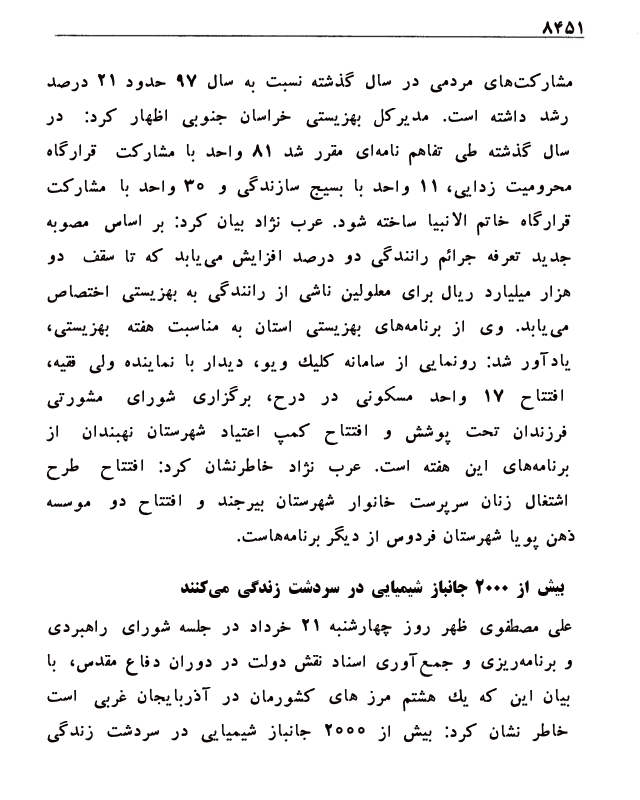 ۸۴۵۱
مشارکت‌های مردمی در سال گذشته نسبت به سال ۹۷ حدود ۲۱ درصد
رشد داشته است. مدیرکل بهزیستی خراسان جنوبی اظهار کرد: در
سال گذشته طی تفاهم نامه‌ای مقرر شد ۸۱ واحد با مشارکت قرارگاه
محرومیت زدایی، ۱۱ واحد با بسیج سازندگی و ۳۰ واحد با مشارکت
قرارگاه خاتم الانبیا ساخته شود. عرب نژاد بیان کرد: بر اساس مصوبه
جدید تعرفه جرائم رانندگی دو درصد افزایش می‌یابد که تا سقف دو
هزار میلیارد ریال برای معلولین ناشی از رانندگی به بهزیستی اختصاص
می‌یابد. وی از برنامه‌های بهزیستی استان به مناسبت هفته بهزیستی،
یادآور شد: رونمایی از سامانه کلیك ویو، دیدار با نماینده ولی فقیه،
افتتاح ۱۷ واحد مسکونی در درح، برگزاری شورای مشورتی
فرزندان تحت پوشش و افتتاح کمپ اعتیاد شهرستان نهبندان از
برنامه‌های این هفته است. عرب نژاد خاطرنشان کرد: افتتاح طرح
اشتغال زنان سرپرست خانوار شهرستان بیرجند و افتتاح دو موسسه
ذهن پویا شهرستان فردوس از دیگر برنامه‌هاست.
بیش از ۲۰۰۰ جانباز شیمیایی در سردشت زندگی می‌کنند
علی مصطفوی ظهر روز چهارشنبه ۲۱ خرداد در جلسه شورای راهبردی
و برنامه‌ریزی و جمع‌آوری اسناد نقش دولت در دوران دفاع مقدس، با
بیان این که یك هشتم مرز های کشورمان در آذربایجان غربی است
خاطر نشان کرد: بیش از ۲۰۰۰ جانباز شیمیایی در سردشت زندگی